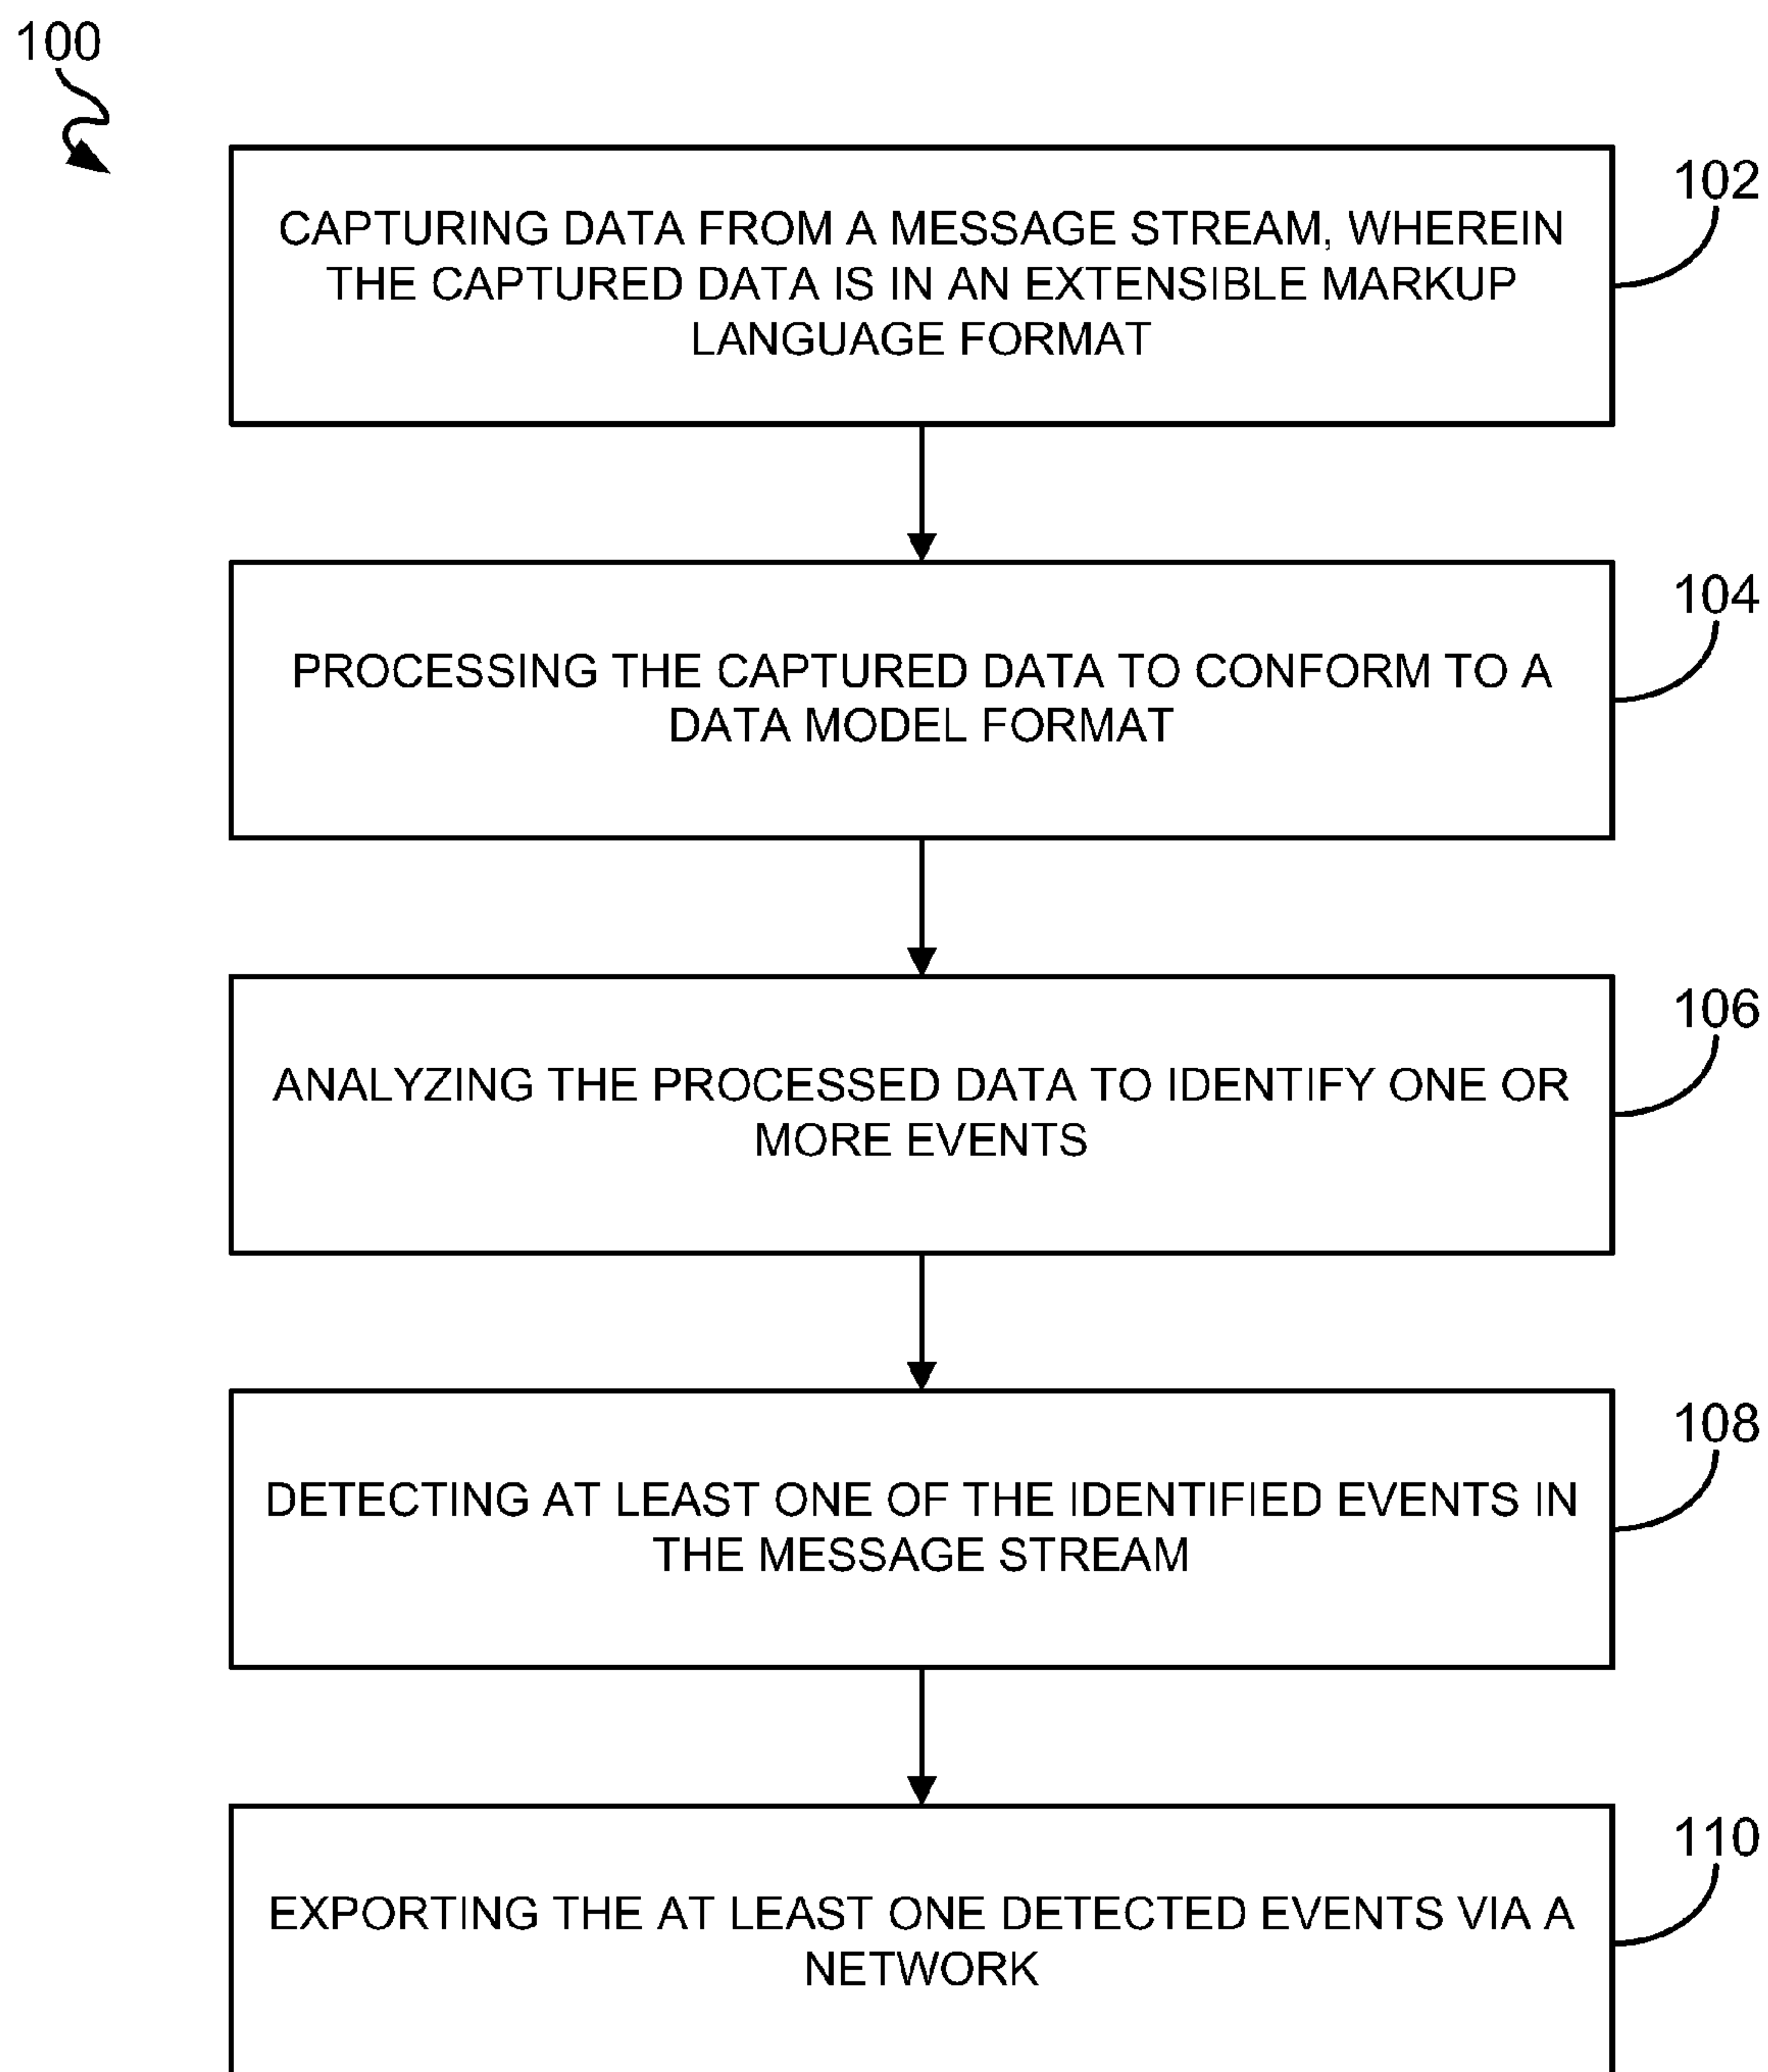 100
102
CAPTURING DATA FROM A MESSAGE STREAM, WHEREIN
THE CAPTURED DATA IS IN AN EXTENSIBLE MARKUP
LANGUAGE FORMAT
104
PROCESSING THE CAPTURED DATA TO CONFORM TO A
DATA MODEL FORMAT
106
ANALYZING THE PROCESSED DATA TO IDENTIFY ONE OR
MORE EVENTS
108
DETECTING AT LEAST ONE OF THE IDENTIFIED EVENTS IN
THE MESSAGE STREAM
110
EXPORTING THE AT LEAST ONE DETECTED EVENTS VIA A
NETWORK